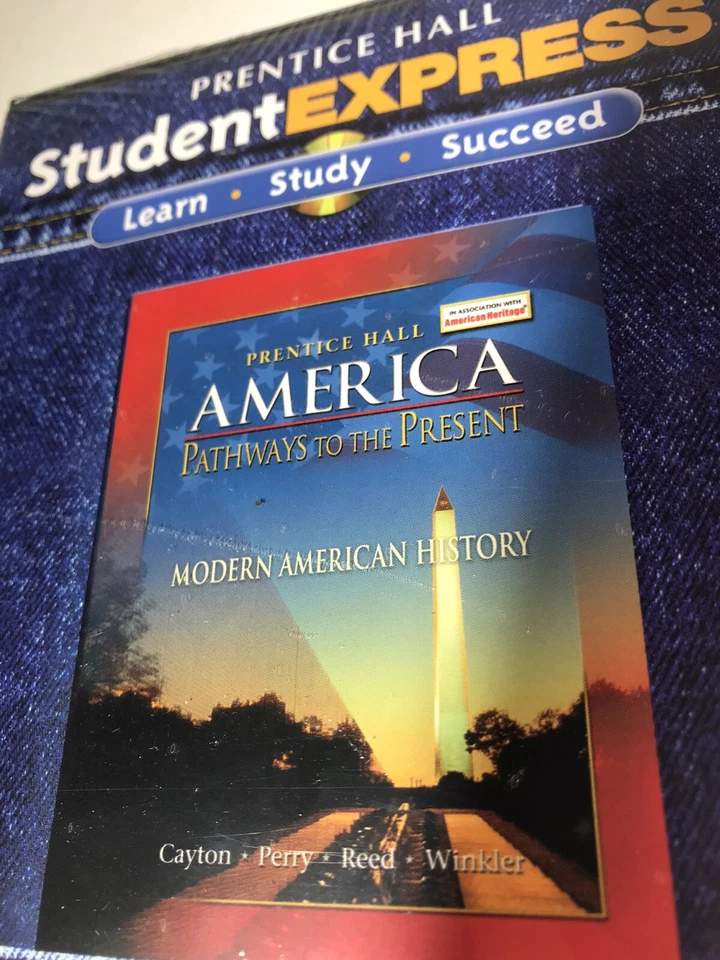 PRENTICE HALL
StudentEXPRESS
Learn • Study • Succeed
IN ASSOCIATION WITH
American Heritage®
PRENTICE HALL
AMERICA
PATHWAYS TO THE PRESENT
MODERN AMERICAN HISTORY
Cayton ★ Perry ★ Reed ★ Winkler